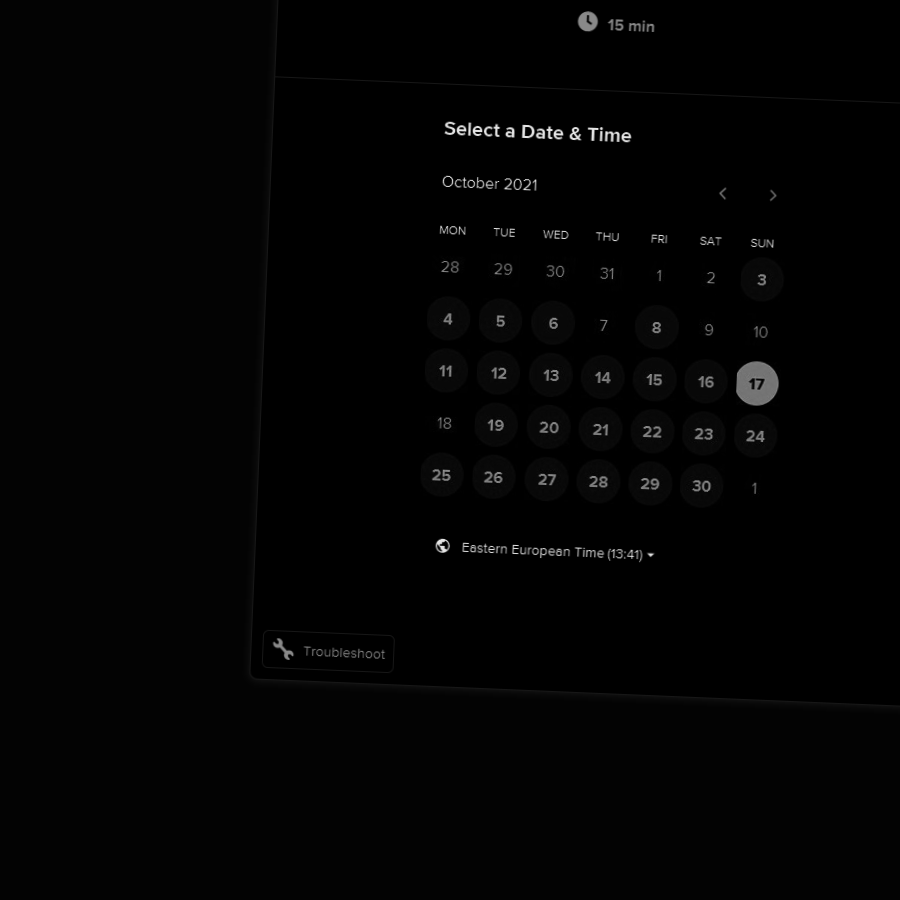 15 min
Select a Date & Time
October 2021
MON TUE WED THU FRI SAT SUN
28 29 30 31 1 2 3
4 5 6 7 8 9 10
11 12 13 14 15 16 17
18 19 20 21 22 23 24
25 26 27 28 29 30 1
Eastern European Time (13:41)
Troubleshoot